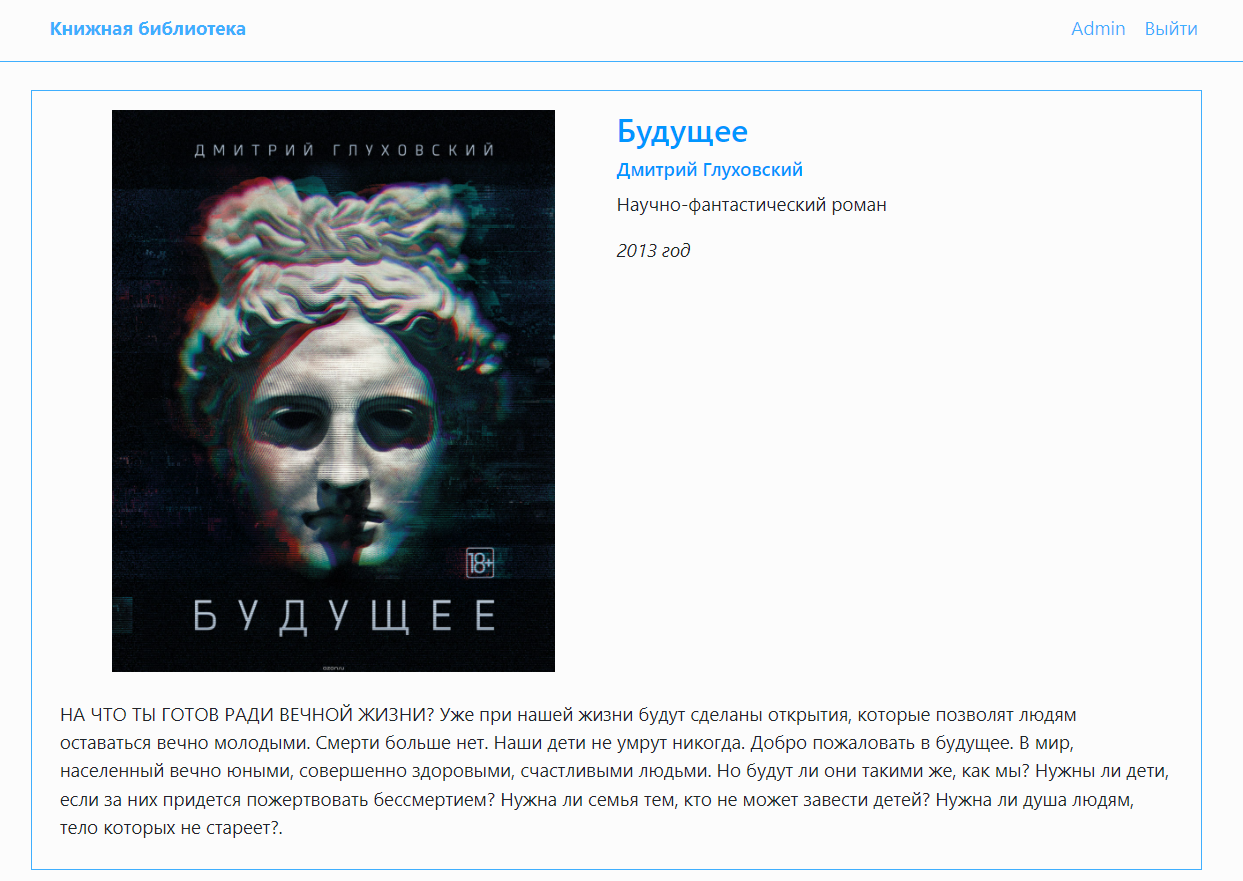 Книжная библиотека
Admin Выйти
ДМИТРИЙ ГЛУХОВСКИЙ
18+
БУДУЩЕЕ
Будущее
Дмитрий Глуховский
Научно-фантастический роман
2013 год
НА ЧТО ТЫ ГОТОВ РАДИ ВЕЧНОЙ ЖИЗНИ? Уже при нашей жизни будут сделаны открытия, которые позволят людям
оставаться вечно молодыми. Смерти больше нет. Наши дети не умрут никогда. Добро пожаловать в будущее. В мир,
населенный вечно юными, совершенно здоровыми, счастливыми людьми. Но будут ли они такими же, как мы? Нужны ли дети,
если за них придется пожертвовать бессмертием? Нужна ли семья тем, кто не может завести детей? Нужна ли душа людям,
тело которых не стареет?.